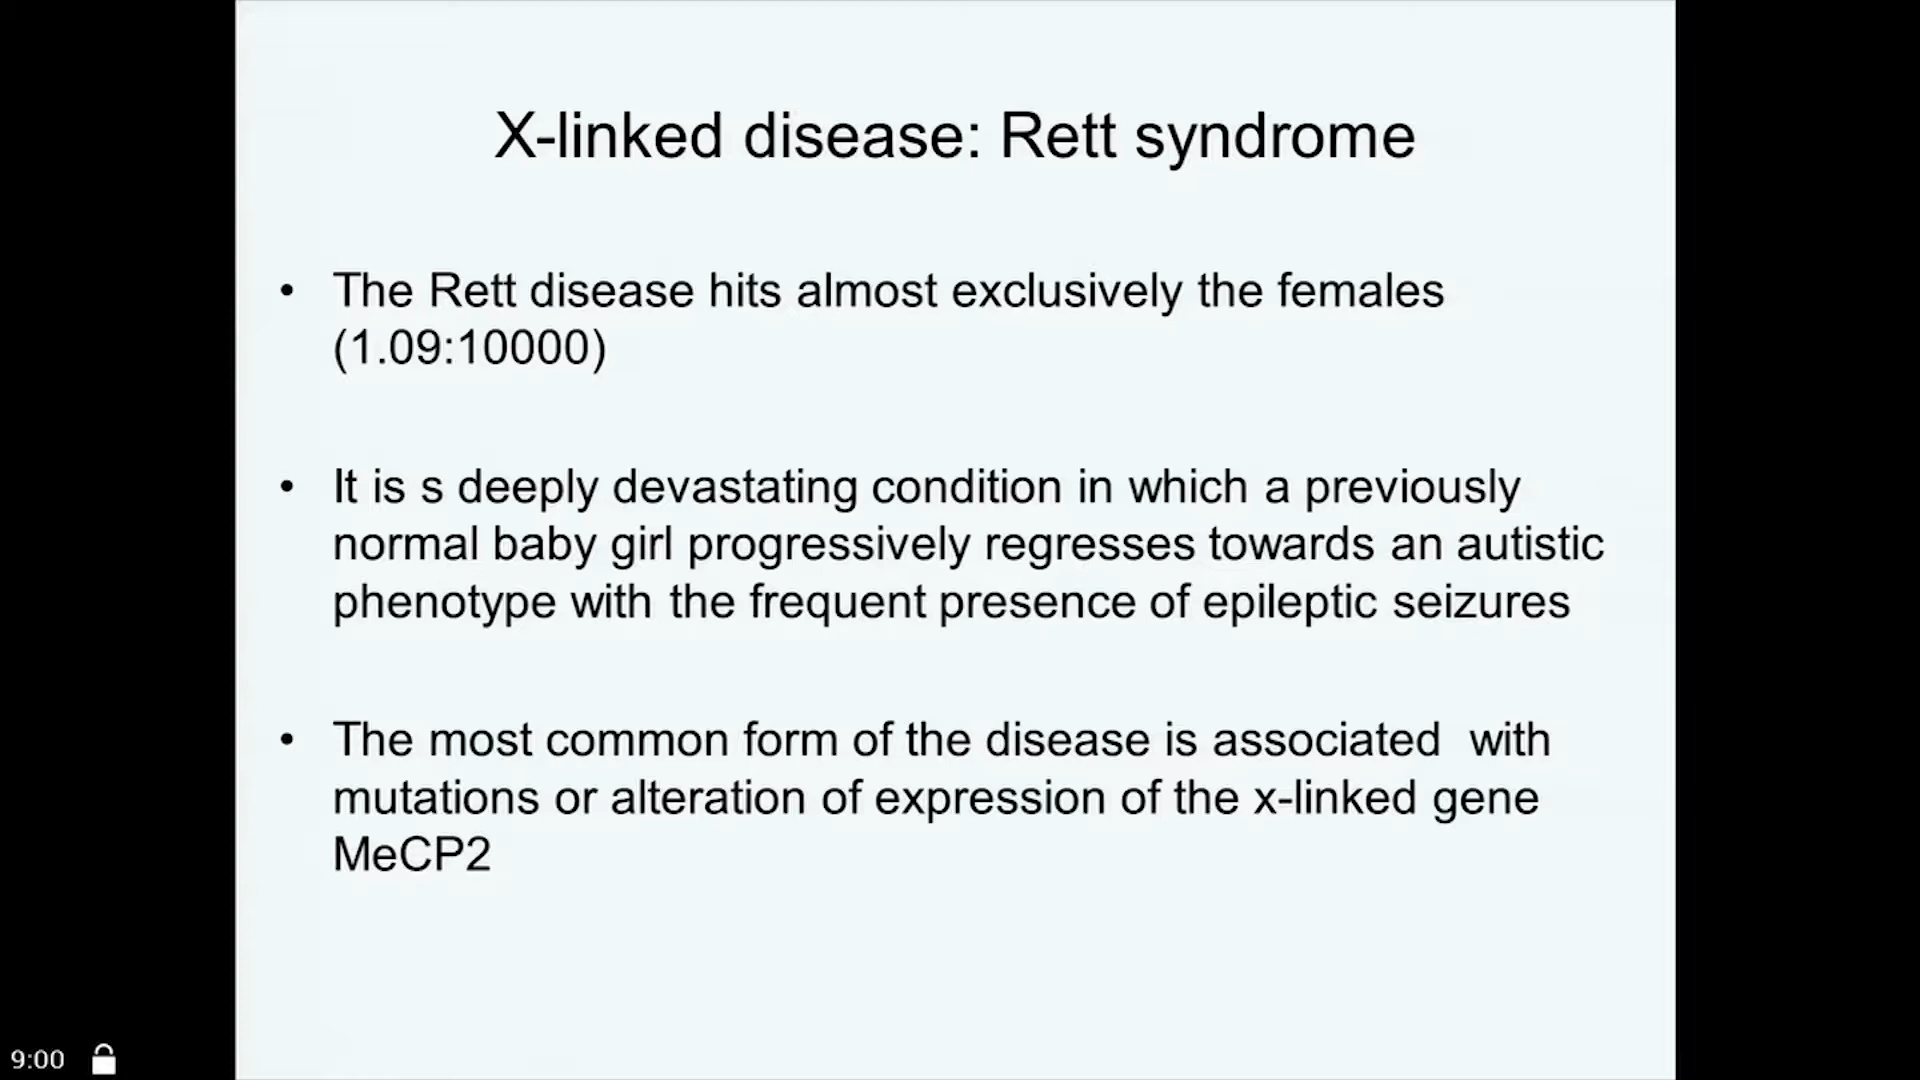 X-linked disease: Rett syndrome
• The Rett disease hits almost exclusively the females
(1.09:10000)
• It is s deeply devastating condition in which a previously
normal baby girl progressively regresses towards an autistic
phenotype with the frequent presence of epileptic seizures
• The most common form of the disease is associated  with
mutations or alteration of expression of the x-linked gene
MeCP2
9:00